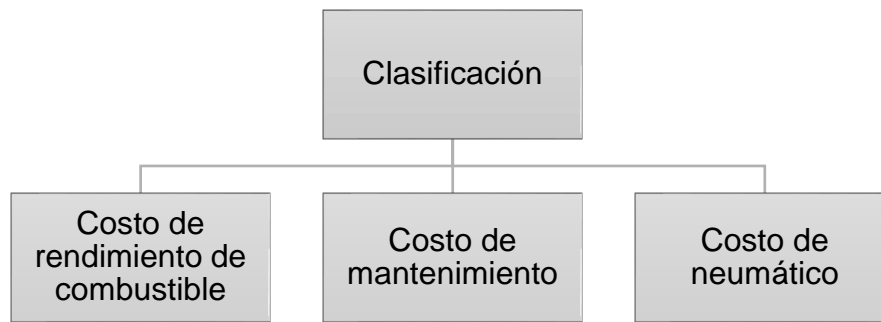 Clasificación
Costo de
rendimiento de
combustible
Costo de
mantenimiento
Costo de
neumático